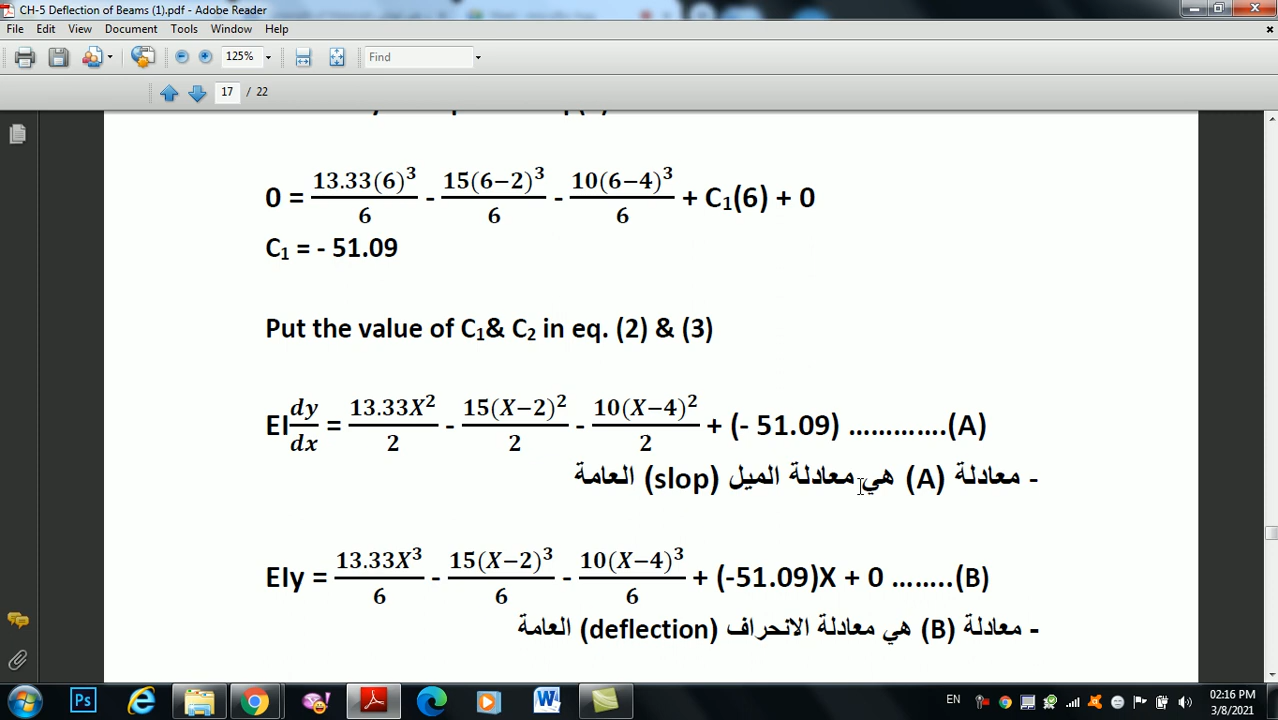 CH-5 Deflection of Beams (1).pdf - Adobe Reader
File Edit View Document Tools Window Help
125% Find
17 / 22
0 = 13.33(6)³/6 - 15(6−2)³/6 - 10(6−4)³/6 + C₁(6) + 0
C₁ = - 51.09
Put the value of C₁& C₂ in eq. (2) & (3)
EI dy/dx = 13.33X²/2 - 15(X−2)²/2 - 10(X−4)²/2 + (- 51.09) ………….(A)
- معادلة (A) هي معادلة الميل (slop) العامة
EIy = 13.33X³/6 - 15(X−2)³/6 - 10(X−4)³/6 + (-51.09)X + 0 ……..(B)
- معادلة (B) هي معادلة الانحراف (deflection) العامة
Ps W EN 02:16 PM
3/8/2021